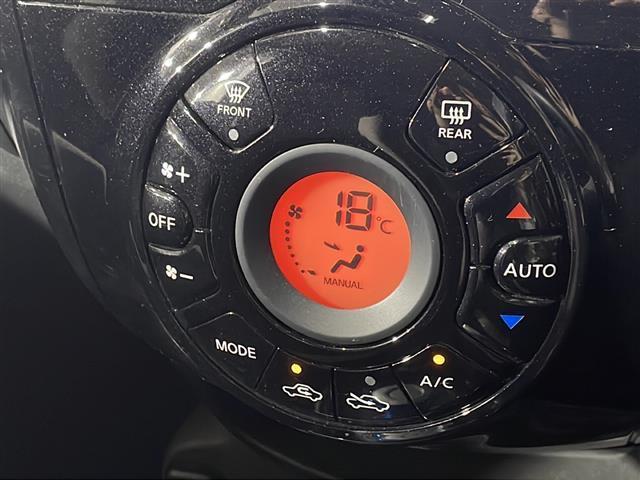 FRONT
REAR
+
OFF
−
18°C
MANUAL
AUTO
MODE
A/C